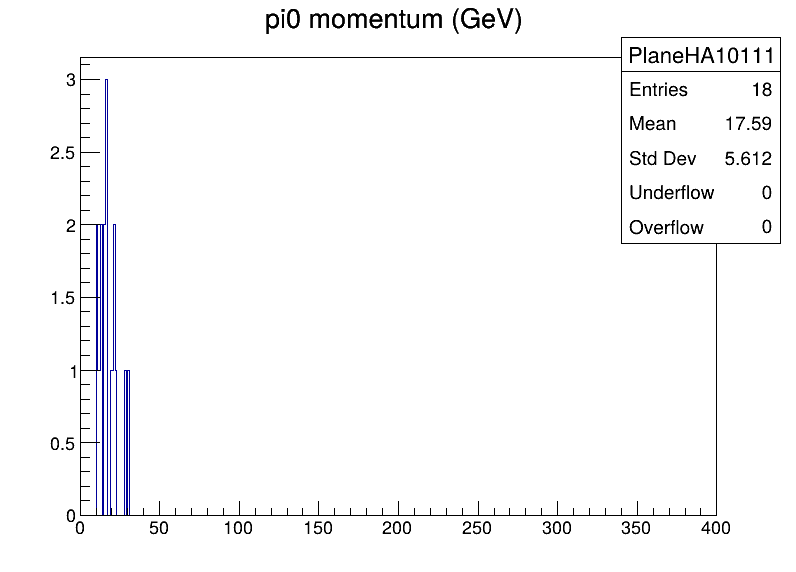 pi0 momentum (GeV)
PlaneHA10111
Entries 18
Mean 17.59
Std Dev 5.612
Underflow 0
Overflow 0
3
2.5
2
1.5
1
0.5
0
0 50 100 150 200 250 300 350 400